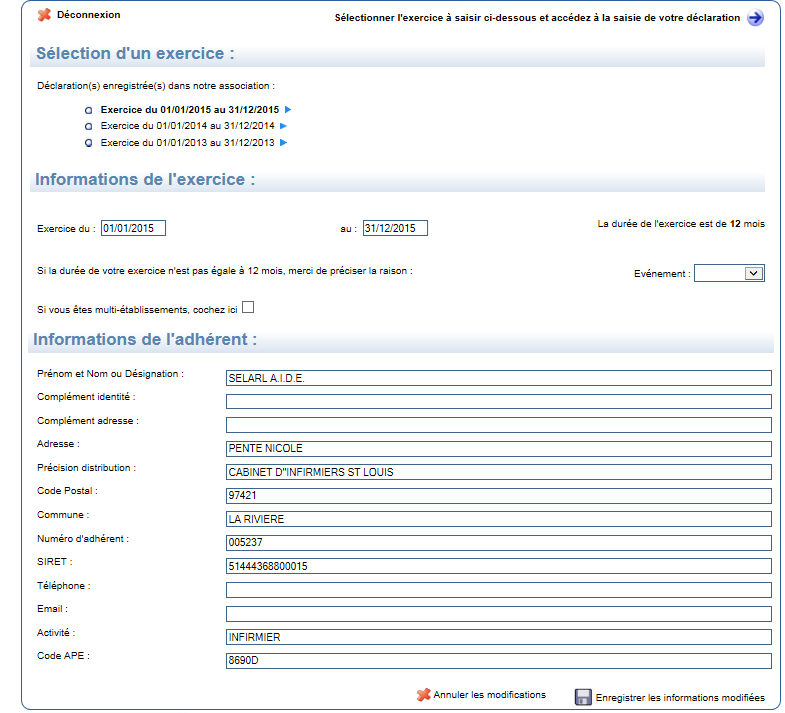 Déconnexion
Sélectionner l'exercice à saisir ci-dessous et accédez à la saisie de votre déclaration
Sélection d'un exercice :
Déclaration(s) enregistrée(s) dans notre association :
Exercice du 01/01/2015 au 31/12/2015
Exercice du 01/01/2014 au 31/12/2014
Exercice du 01/01/2013 au 31/12/2013
Informations de l'exercice :
Exercice du : 01/01/2015 au : 31/12/2015 La durée de l'exercice est de 12 mois
Si la durée de votre exercice n'est pas égale à 12 mois, merci de préciser la raison : Evénement :
Si vous êtes multi-établissements, cochez ici
Informations de l'adhérent :
Prénom et Nom ou Désignation : SELARL A.I.D.E.
Complément identité :
Complément adresse :
Adresse : PENTE NICOLE
Précision distribution : CABINET D"INFIRMIERS ST LOUIS
Code Postal : 97421
Commune : LA RIVIERE
Numéro d'adhérent : 005237
SIRET : 51444368800015
Téléphone :
Email :
Activité : INFIRMIER
Code APE : 8690D
Annuler les modifications Enregistrer les informations modifiées